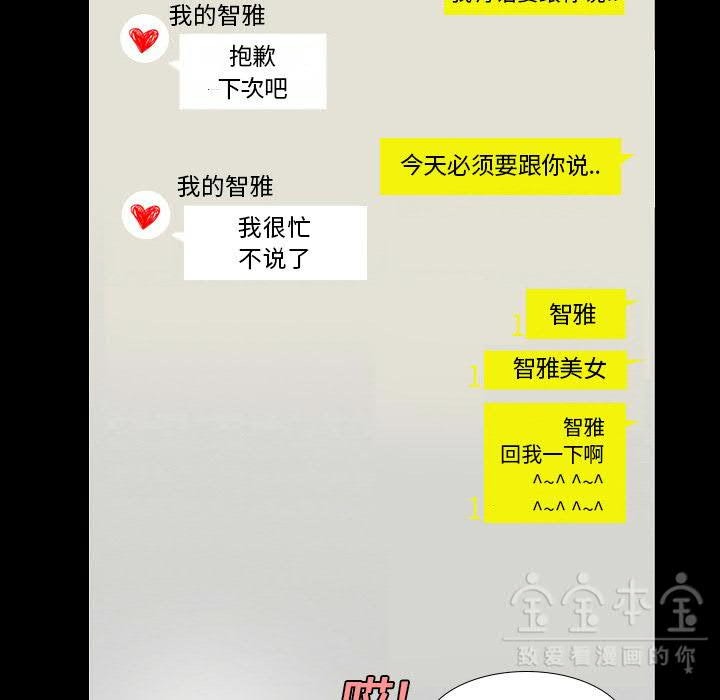 我的智雅
抱歉
下次吧
今天必须要跟你说..
我的智雅
我很忙
不说了
智雅
1
智雅美女
1
智雅
回我一下啊
^~^ ^~^
^~^ ^~^
1
宝宝本宝
致爱看漫画的你
哎!